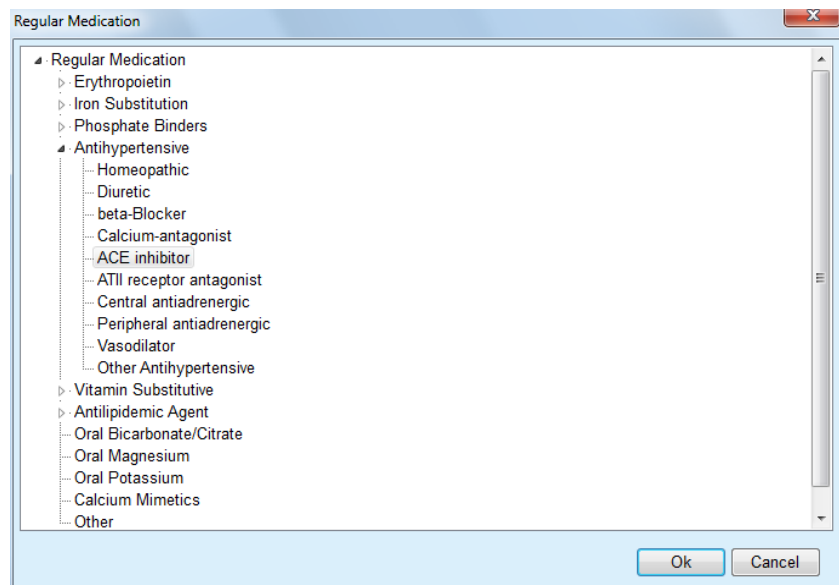 Regular Medication
Regular Medication
Erythropoietin
Iron Substitution
Phosphate Binders
Antihypertensive
Homeopathic
Diuretic
beta-Blocker
Calcium-antagonist
ACE inhibitor
ATII receptor antagonist
Central antiadrenergic
Peripheral antiadrenergic
Vasodilator
Other Antihypertensive
Vitamin Substitutive
Antilipidemic Agent
Oral Bicarbonate/Citrate
Oral Magnesium
Oral Potassium
Calcium Mimetics
Other
Ok Cancel